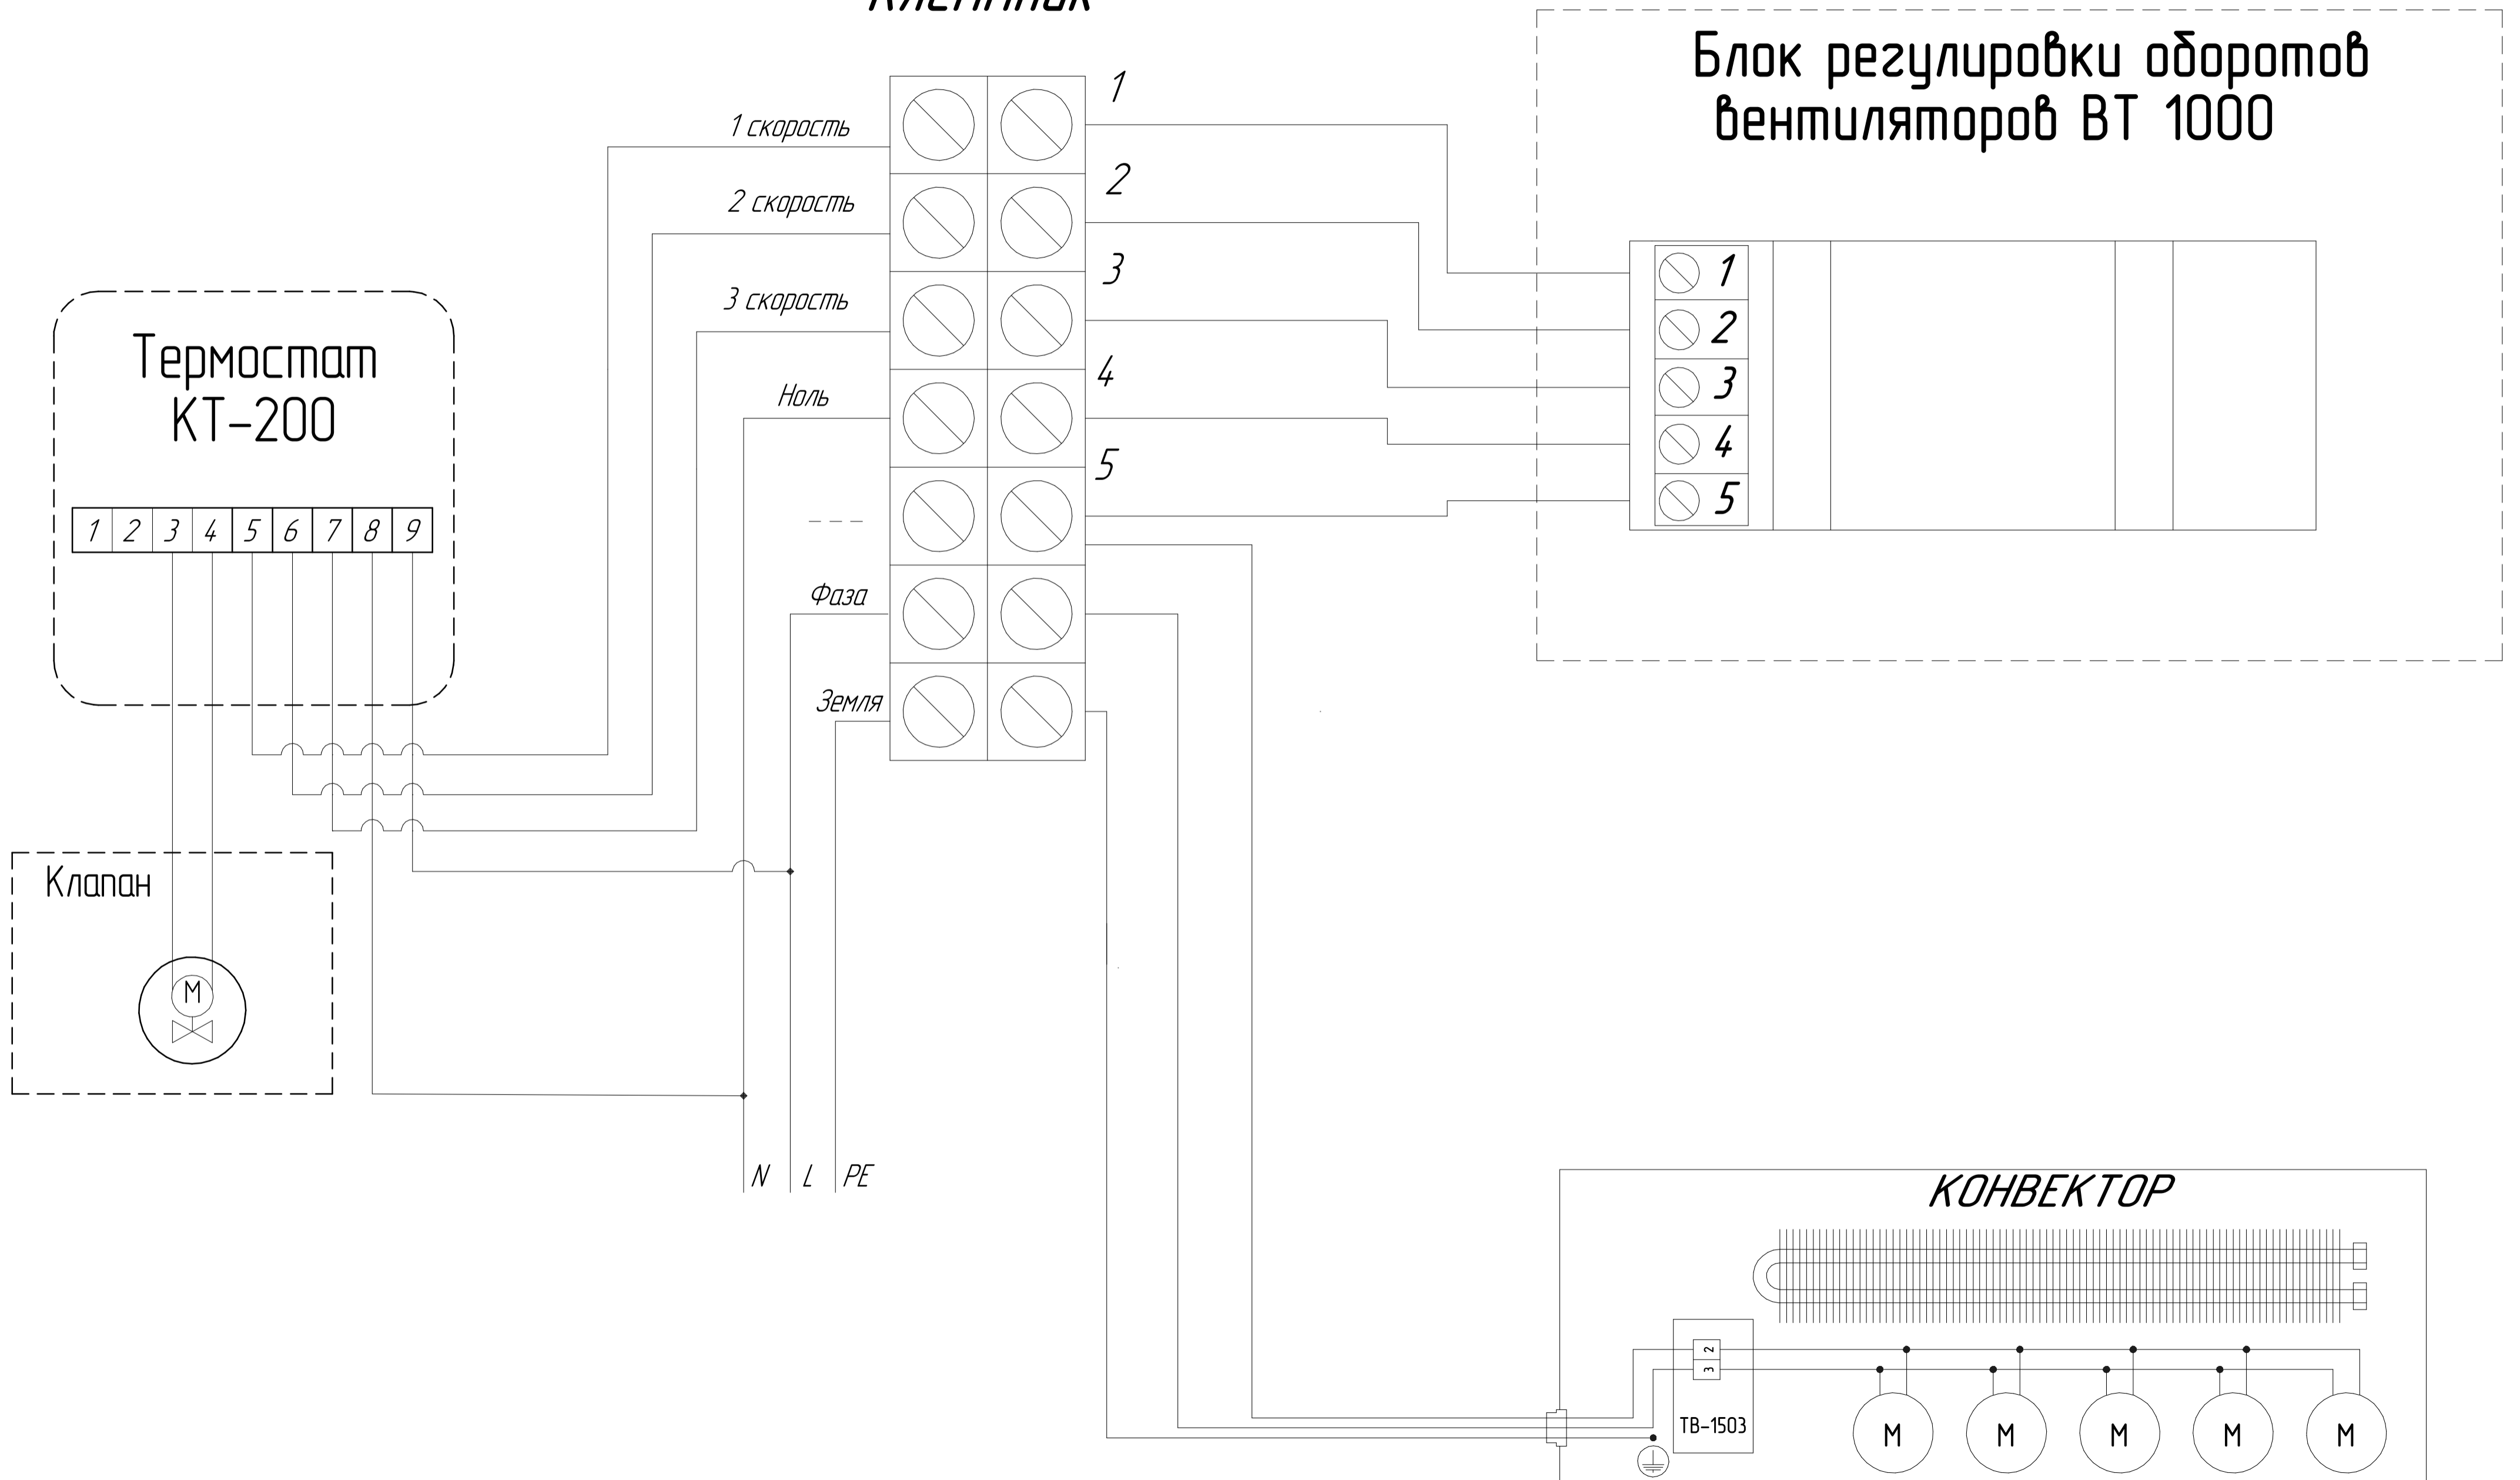 Клеммник
Блок регулировки оборотов
вентиляторов ВТ 1000
1 скорость
2 скорость
3 скорость
Ноль
Фаза
Земля
1
2
3
4
5
1
2
3
4
5
Термостат
КТ-200
1 2 3 4 5 6 7 8 9
Клапан
М
N L PE
КОНВЕКТОР
2
3
ТВ-1503
М М М М М